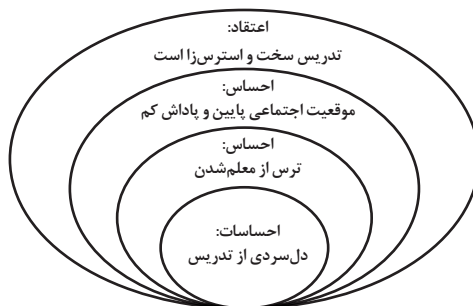 اعتقاد:
تدریس سخت و استرس‌زا است
احساس:
موقعیت اجتماعی پایین و پاداش کم
احساس:
ترس از معلم‌شدن
احساسات:
دل‌سردی از تدریس